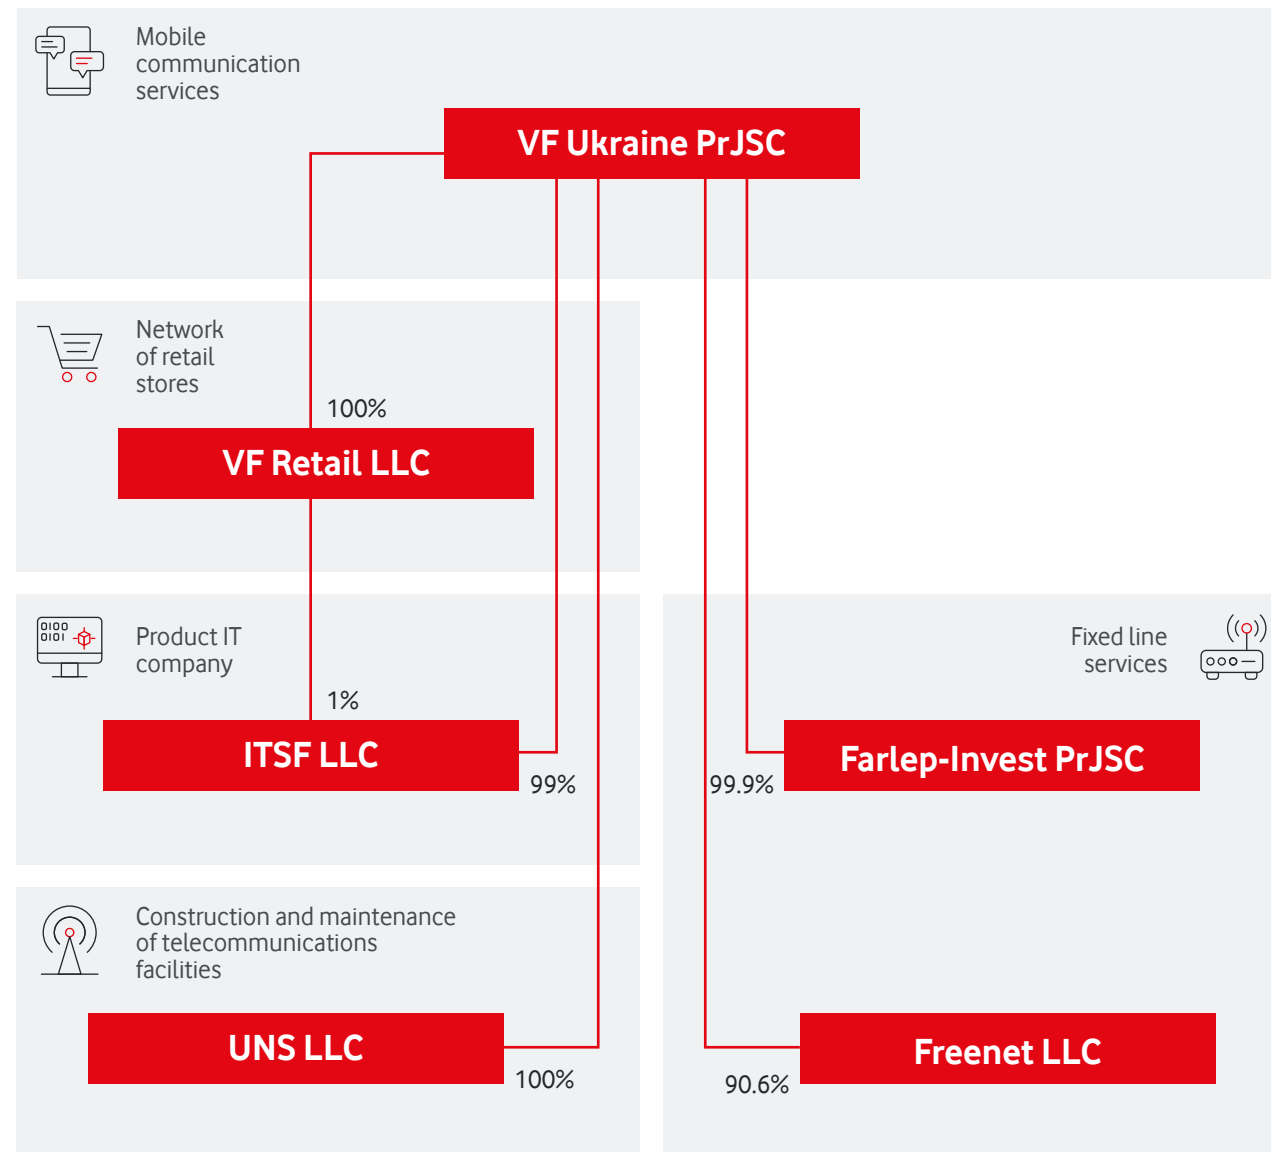 Mobile
communication
services
VF Ukraine PrJSC
Network
of retail
stores
100%
VF Retail LLC
0100
0101
Product IT
company
1%
ITSF LLC
99%
Fixed line
services
Farlep-Invest PrJSC
99.9%
Construction and maintenance
of telecommunications
facilities
UNS LLC
100%
Freenet LLC
90.6%